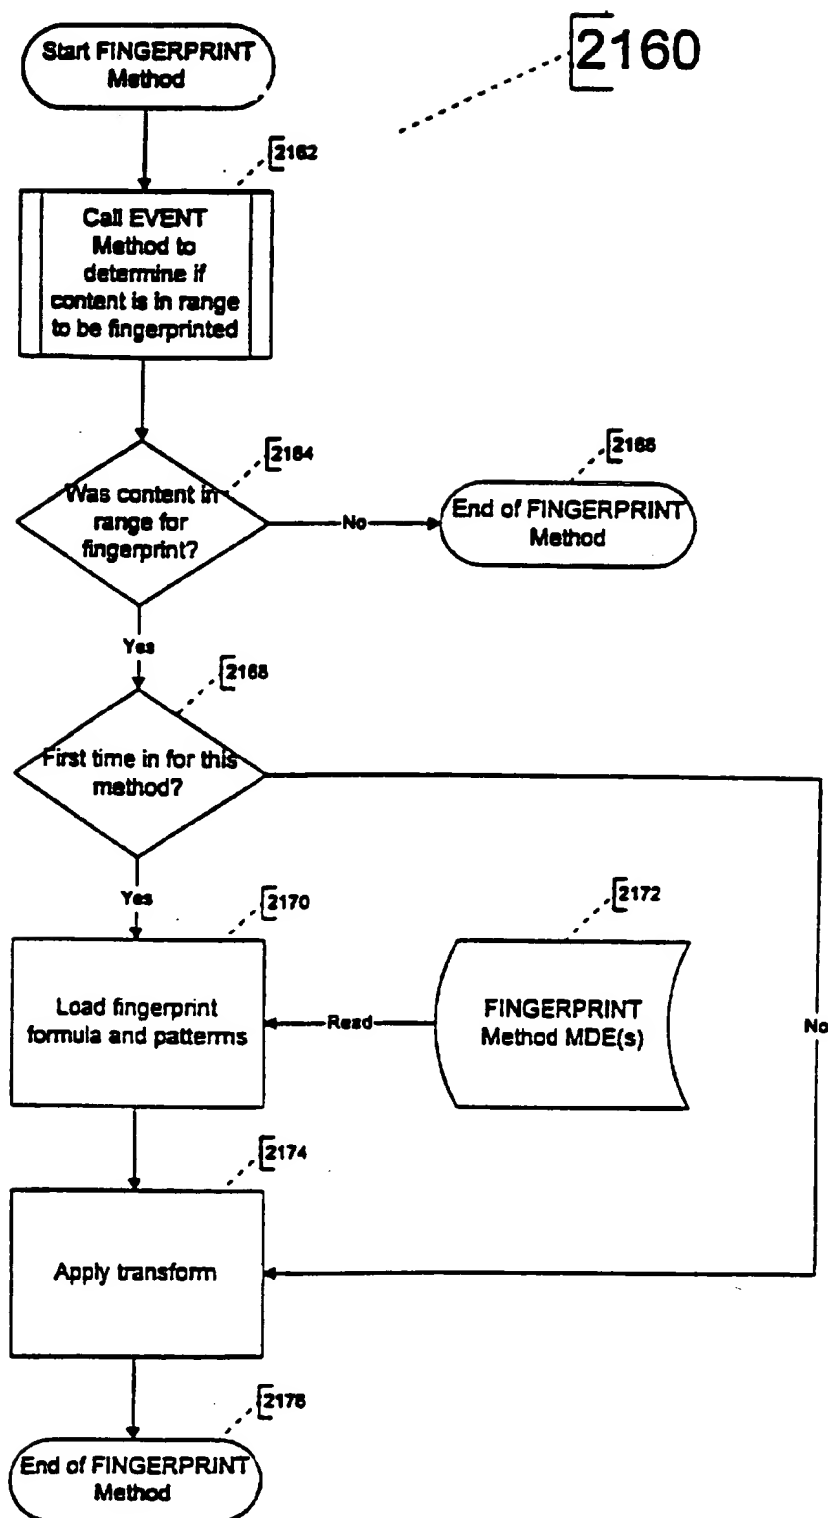 Start FINGERPRINT
Method
2160
2162
Call EVENT
Method to
determine if
content is in range
to be fingerprinted
2164
Was content in
range for
fingerprint?
No
2166
End of FINGERPRINT
Method
Yes
2168
First time in for this
method?
Yes
2170
Load fingerprint
formula and patterns
Read
2172
FINGERPRINT
Method MDE(s)
No
2174
Apply transform
2176
End of FINGERPRINT
Method